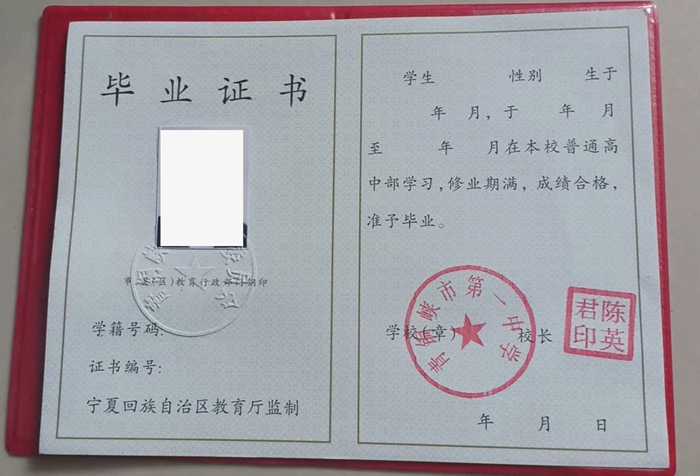 毕业证书
市(县、区)教育行政部门钢印
学籍号码:
证书编号:
宁夏回族自治区教育厅监制
学生 性别 生于
年 月,于 年 月
至 年 月在本校普通高
中部学习,修业期满,成绩合格,
准予毕业。
学校(章) 校长
青铜峡市第一中学
陈英君印
年 月 日